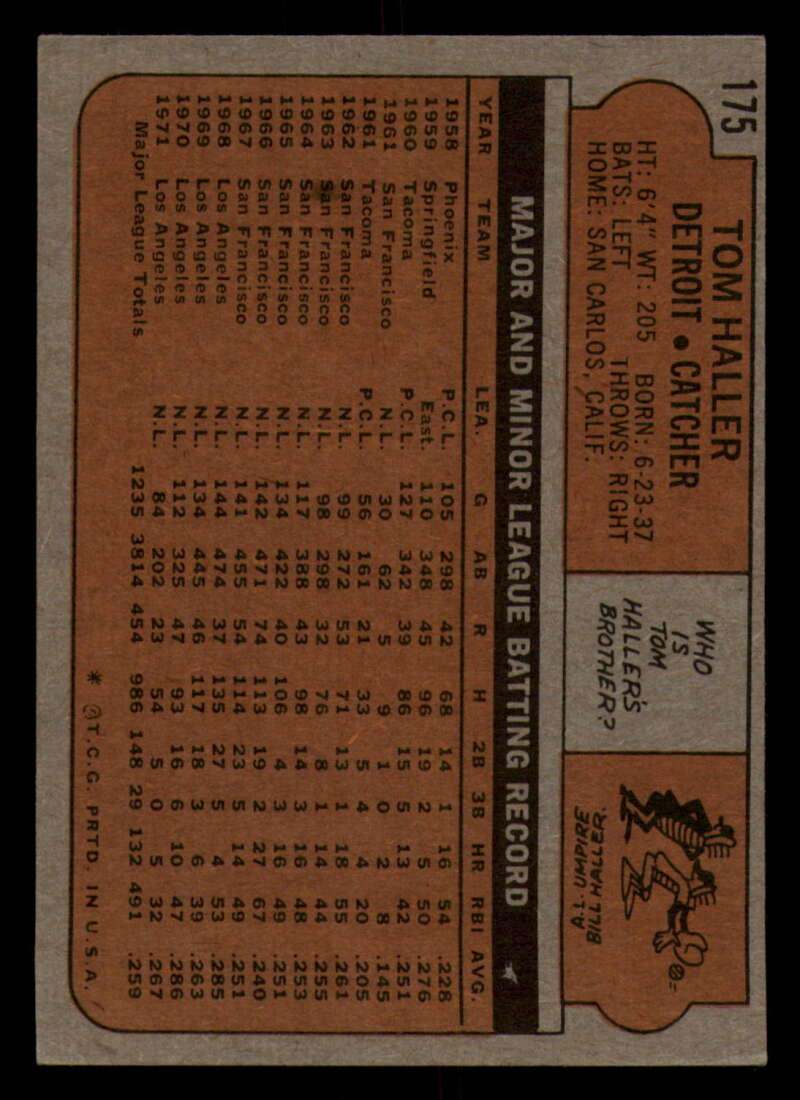 175
TOM HALLER
DETROIT • CATCHER
HT: 6'4" WT: 205 BORN: 6-23-37
BATS: LEFT THROWS: RIGHT
HOME: SAN CARLOS, CALIF.
WHO
IS
TOM
HALLER'S
BROTHER?
BILL HALLER.
A.L. UMPIRE
MAJOR AND MINOR LEAGUE BATTING RECORD ★
YEAR TEAM LEA. G AB R H 2B 3B HR RBI AVG.
1958 Phoenix P.C.L. 105 298 42 68 14 1 16 54 .228
1959 Springfield East. 110 348 45 96 19 2 5 50 .276
1960 Tacoma P.C.L. 127 342 39 86 15 5 13 42 .251
1961 San Francisco N.L. 30 62 5 9 1 0 2 8 .145
1961 Tacoma P.C.L. 56 161 21 33 5 4 4 20 .205
1962 San Francisco N.L. 99 272 53 71 13 1 18 55 .261
1963 San Francisco N.L. 98 298 32 76 8 1 14 44 .255
1964 San Francisco N.L. 117 388 43 98 14 3 16 48 .253
1965 San Francisco N.L. 134 422 40 106 4 3 16 49 .251
1966 San Francisco N.L. 142 471 74 113 19 2 27 67 .240
1967 San Francisco N.L. 141 455 54 114 23 5 14 49 .251
1968 Los Angeles N.L. 144 474 37 135 27 5 4 53 .285
1969 Los Angeles N.L. 134 445 46 117 18 3 6 39 .263
1970 Los Angeles N.L. 112 325 47 93 16 6 10 47 .286
1971 Los Angeles N.L. 84 202 23 54 5 0 5 32 .267
Major League Totals 1235 3814 454 986 148 29 132 491 .259
* © T.C.G. PRTD. IN U.S.A.